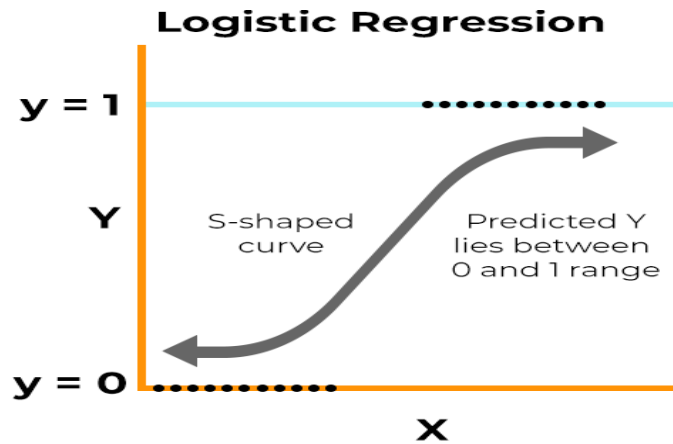 Logistic Regression
y = 1
Y
S-shaped
curve
Predicted Y
lies between
0 and 1 range
y = 0
X